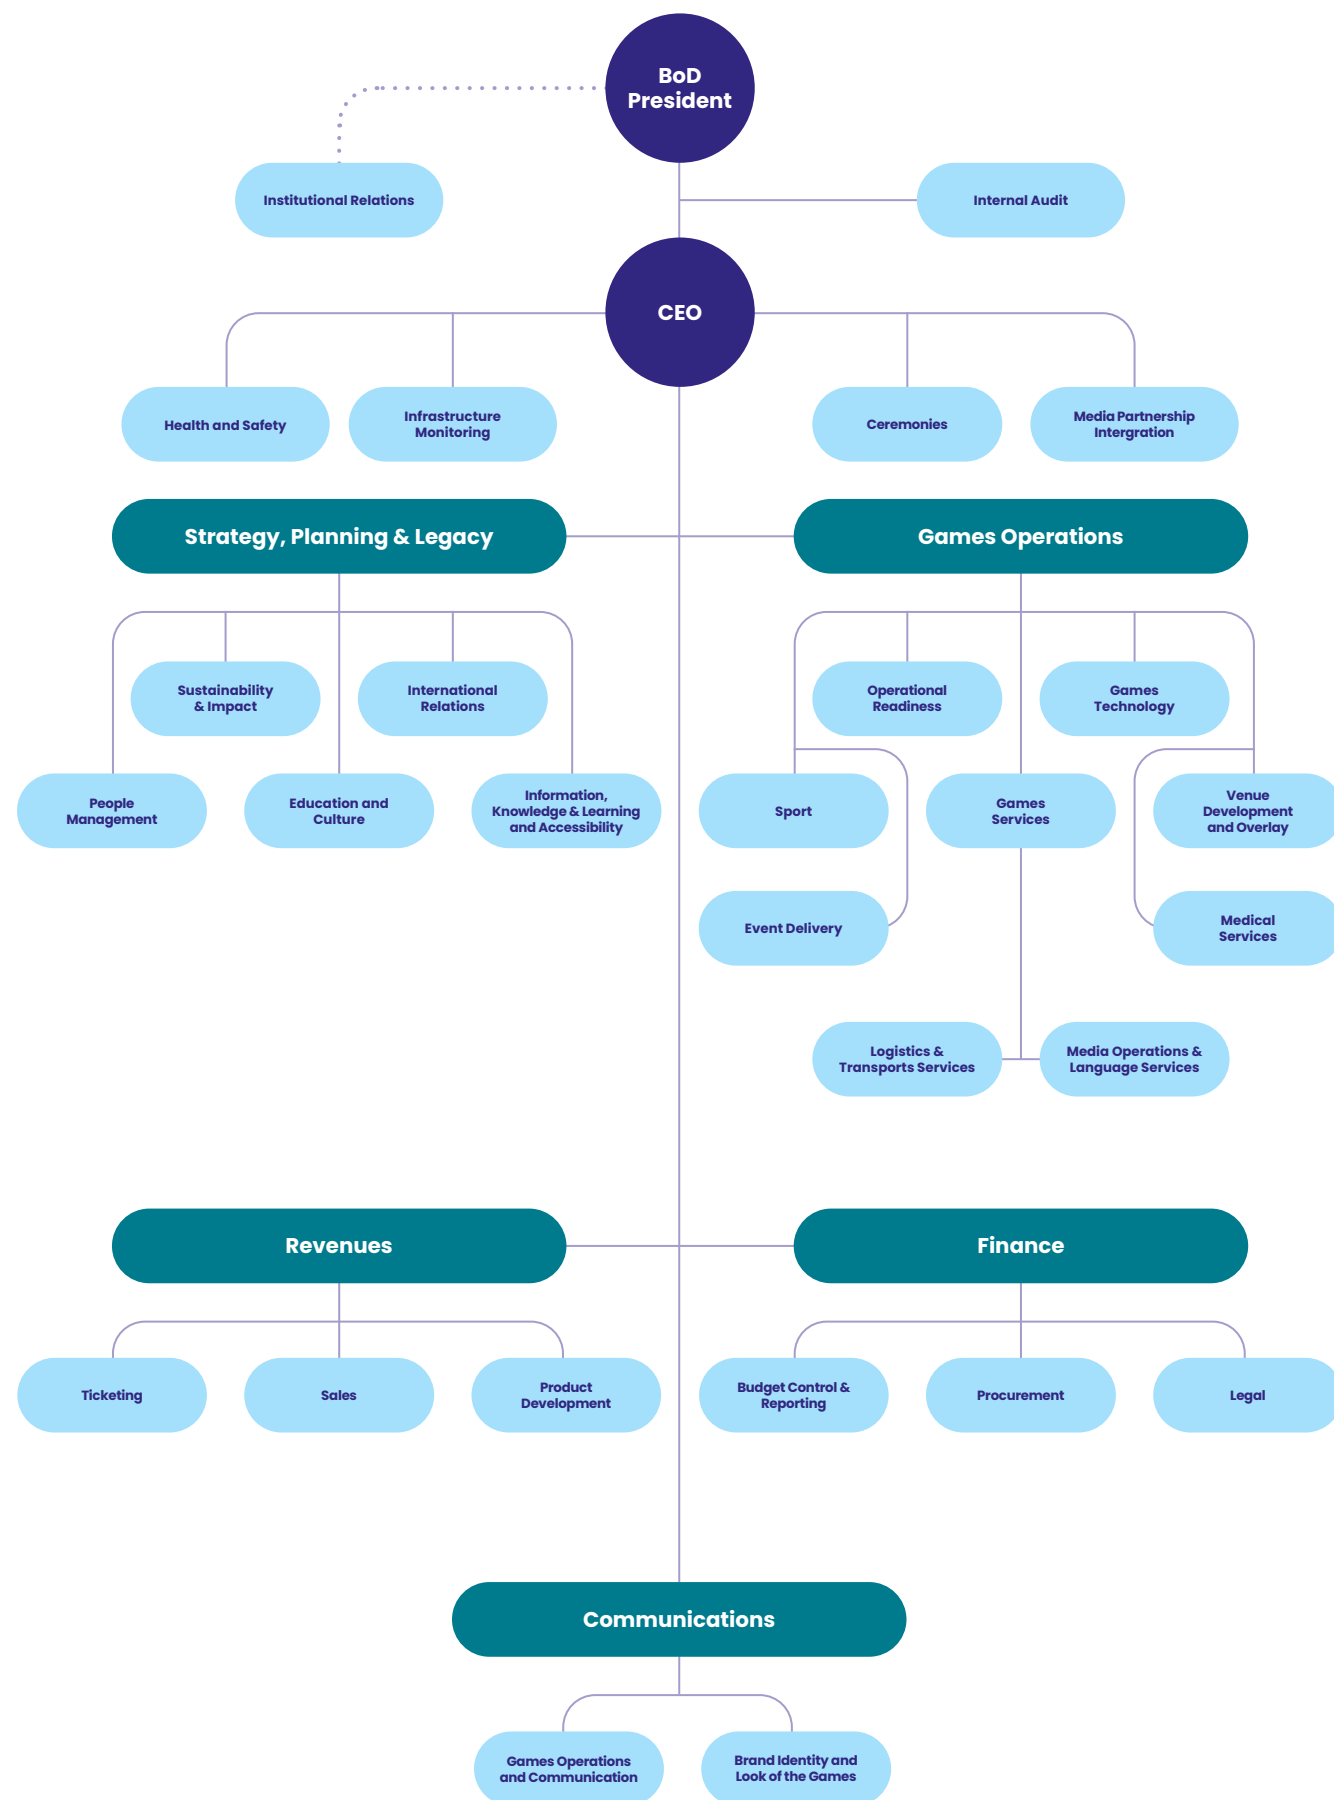 BoD
President
Institutional Relations
Internal Audit
CEO
Health and Safety
Infrastructure
Monitoring
Ceremonies
Media Partnership
Intergration
Strategy, Planning & Legacy
Games Operations
Sustainability
& Impact
International
Relations
Operational
Readiness
Games
Technology
People
Management
Education and
Culture
Information,
Knowledge & Learning
and Accessibility
Sport
Games
Services
Venue
Development
and Overlay
Event Delivery
Medical
Services
Logistics &
Transports Services
Media Operations &
Language Services
Revenues
Finance
Ticketing
Sales
Product
Development
Budget Control &
Reporting
Procurement
Legal
Communications
Games Operations
and Communication
Brand Identity and
Look of the Games